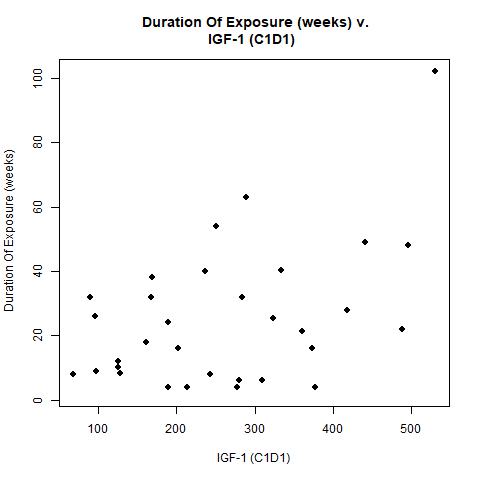 Duration Of Exposure (weeks) v.
IGF-1 (C1D1)
Duration Of Exposure (weeks)
100
80
60
40
20
0
100 200 300 400 500
IGF-1 (C1D1)